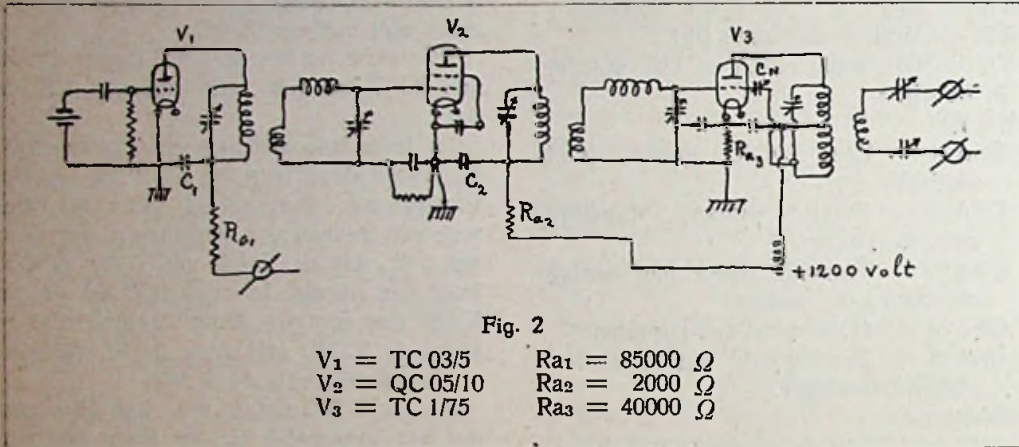 V1 V2 V3
CN
C1 C2 Ra3
Ra1 Ra2
+1200 volt
Fig. 2
V1 = TC 03/5 Ra1 = 85000 Ω
V2 = QC 05/10 Ra2 = 2000 Ω
V3 = TC 1/75 Ra3 = 40000 Ω